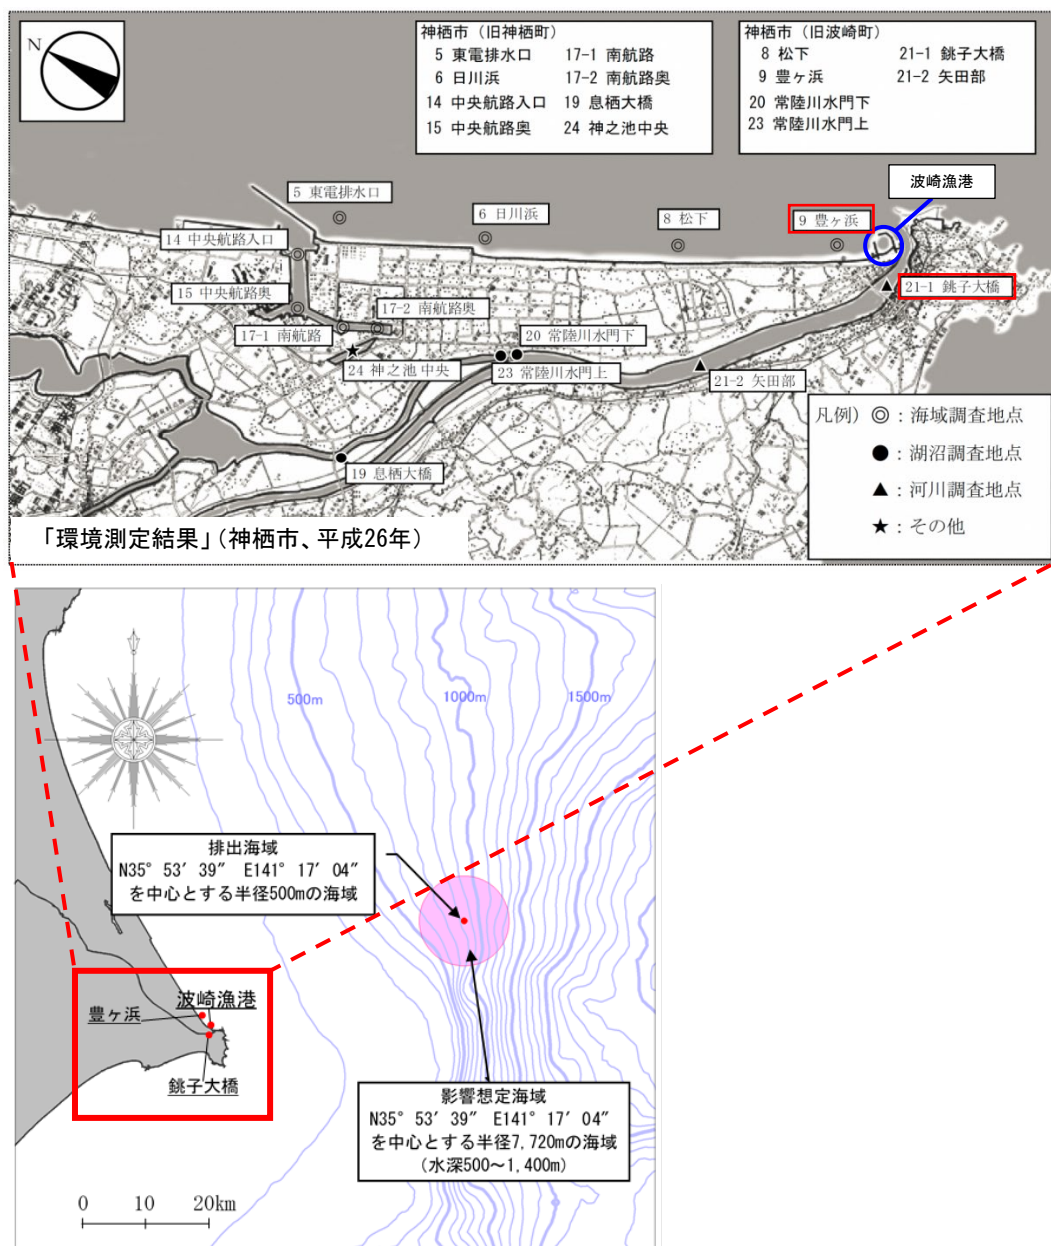 N
神栖市（旧神栖町）
5 東電排水口 17-1 南航路
6 日川浜 17-2 南航路奥
14 中央航路入口 19 息栖大橋
15 中央航路奥 24 神之池中央
神栖市（旧波崎町）
8 松下 21-1 銚子大橋
9 豊ヶ浜 21-2 矢田部
20 常陸川水門下
23 常陸川水門上
波崎漁港
5 東電排水口
6 日川浜
8 松下
9 豊ヶ浜
14 中央航路入口
15 中央航路奥
21-1 銚子大橋
17-2 南航路奥
17-1 南航路
20 常陸川水門下
24 神之池 中央
23 常陸川水門上
21-2 矢田部
19 息栖大橋
凡例）◎：海域調査地点
●：湖沼調査地点
▲：河川調査地点
★：その他
「環境測定結果」（神栖市、平成26年）
500m
1000m
1500m
排出海域
N35° 53′ 39″ E141° 17′ 04″
を中心とする半径500mの海域
波崎漁港
豊ヶ浜
銚子大橋
影響想定海域
N35° 53′ 39″ E141° 17′ 04″
を中心とする半径7,720mの海域
（水深500～1,400m）
0 10 20km